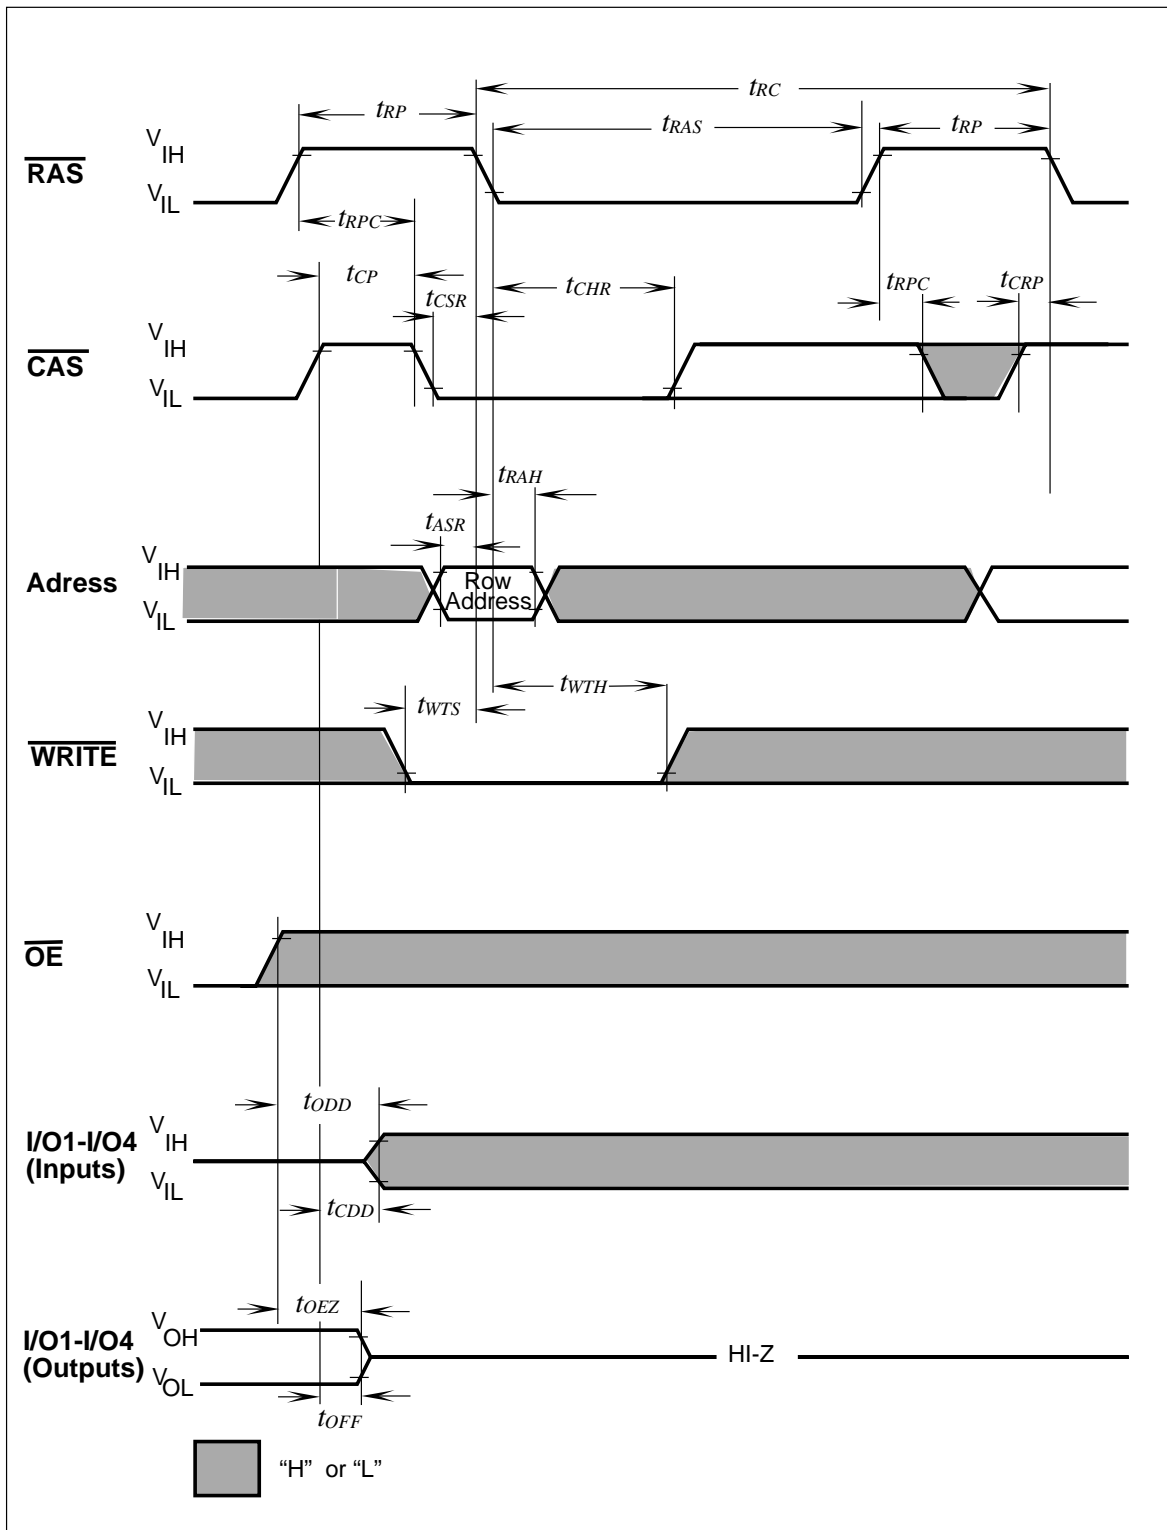 tRC
tRP
tRAS
tRP
RAS
VIH
VIL
tRPC
tCP
tCSR
tCHR
tRPC
tCRP
CAS
VIH
VIL
tRAH
tASR
Adress
VIH
VIL
Row
Address
tWTH
tWTS
WRITE
VIH
VIL
OE
VIH
VIL
tODD
I/O1-I/O4
(Inputs)
VIH
VIL
tCDD
tOEZ
I/O1-I/O4
(Outputs)
VOH
VOL
HI-Z
tOFF
“H” or “L”